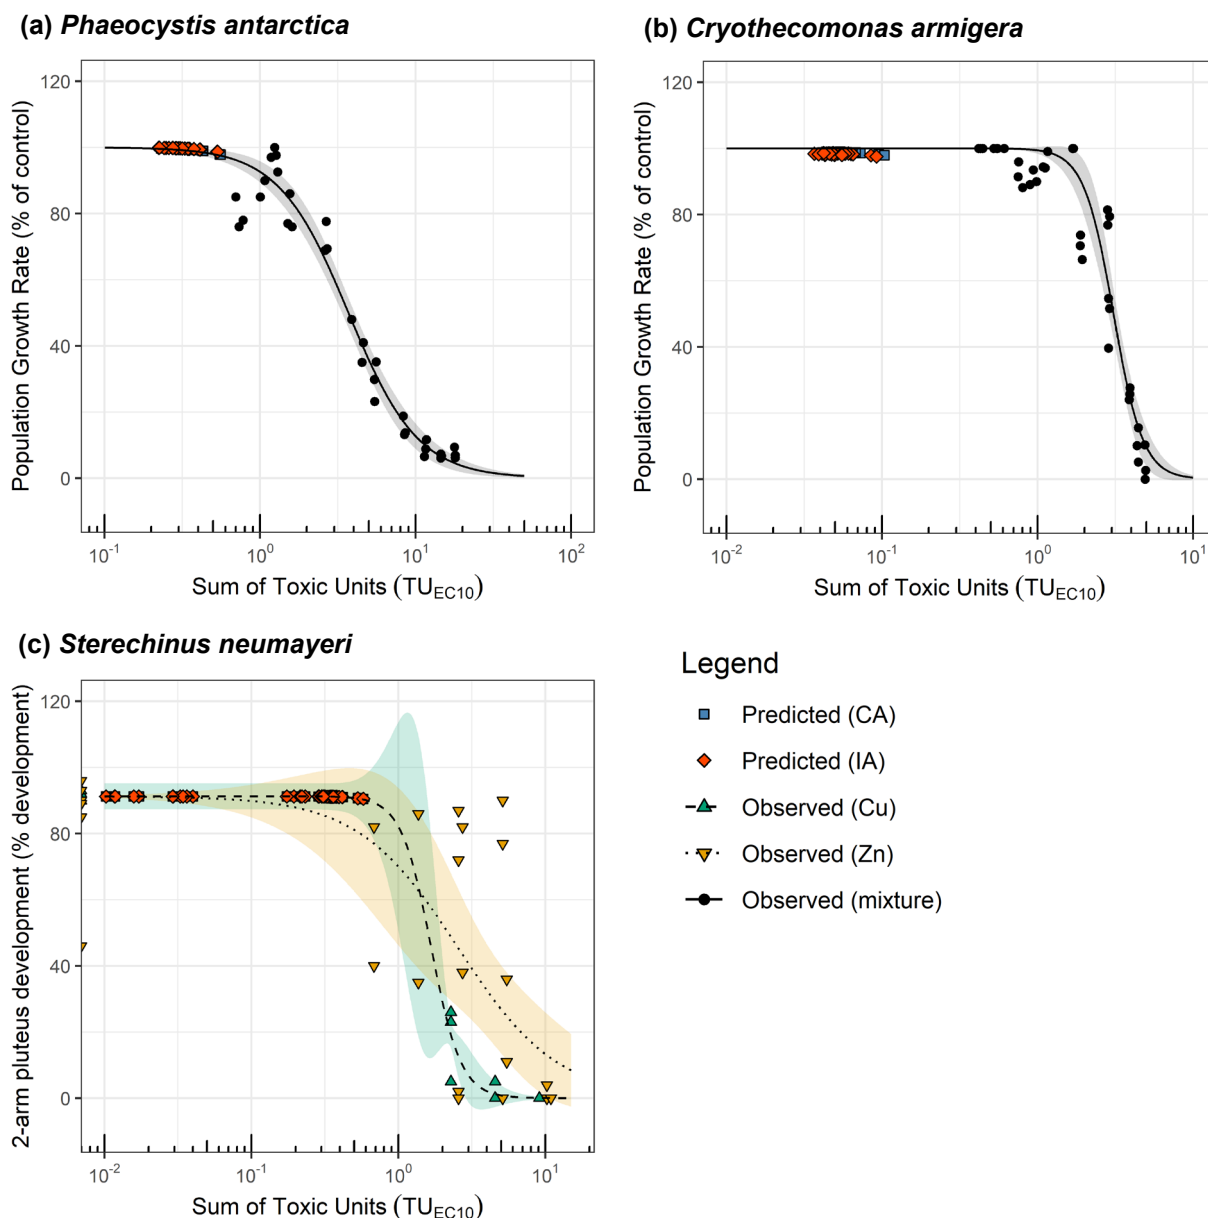 (a) Phaeocystis antarctica
120
80
40
0
Population Growth Rate (% of control)
10⁻¹ 10⁰ 10¹ 10²
Sum of Toxic Units (TU_EC10)
(b) Cryothecomonas armigera
120
80
40
0
Population Growth Rate (% of control)
10⁻² 10⁻¹ 10⁰ 10¹
Sum of Toxic Units (TU_EC10)
(c) Sterechinus neumayeri
120
80
40
0
2-arm pluteus development (% development)
10⁻² 10⁻¹ 10⁰ 10¹
Sum of Toxic Units (TU_EC10)
Legend
Predicted (CA)
Predicted (IA)
Observed (Cu)
Observed (Zn)
Observed (mixture)